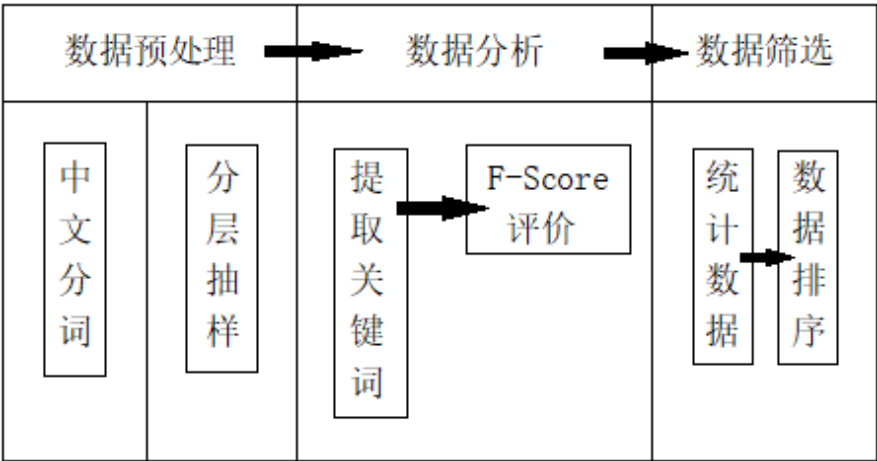 数据预处理
数据分析
数据筛选
中文分词
分层抽样
提取关键词
F-Score
评价
统计数据
数据排序